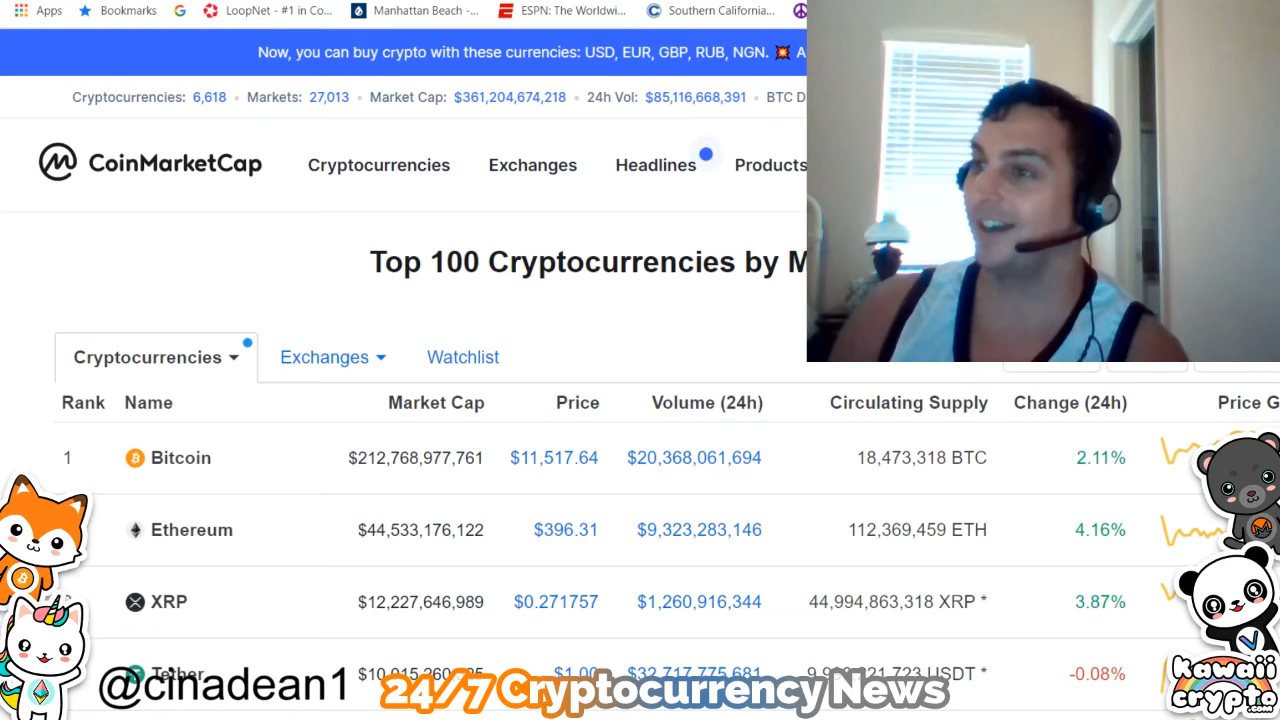 Apps Bookmarks LoopNet - #1 in Co... Manhattan Beach -... ESPN: The Worldwi... Southern California...
Now, you can buy crypto with these currencies: USD, EUR, GBP, RUB, NGN. 💥 A
Cryptocurrencies: 6,618 • Markets: 27,013 • Market Cap: $361,204,674,218 • 24h Vol: $85,116,668,391 • BTC D
CoinMarketCap Cryptocurrencies Exchanges Headlines Products
Top 100 Cryptocurrencies by M
Cryptocurrencies Exchanges Watchlist
Rank Name Market Cap Price Volume (24h) Circulating Supply Change (24h) Price G
1 Bitcoin $212,768,977,761 $11,517.64 $20,368,061,694 18,473,318 BTC 2.11%
Ethereum $44,533,176,122 $396.31 $9,323,283,146 112,369,459 ETH 4.16%
XRP $12,227,646,989 $0.271757 $1,260,916,344 44,994,863,318 XRP * 3.87%
Tether $1.00 USDT * -0.08%
@cinadean1
24/7 Cryptocurrency News
kawaii
crypto
.com